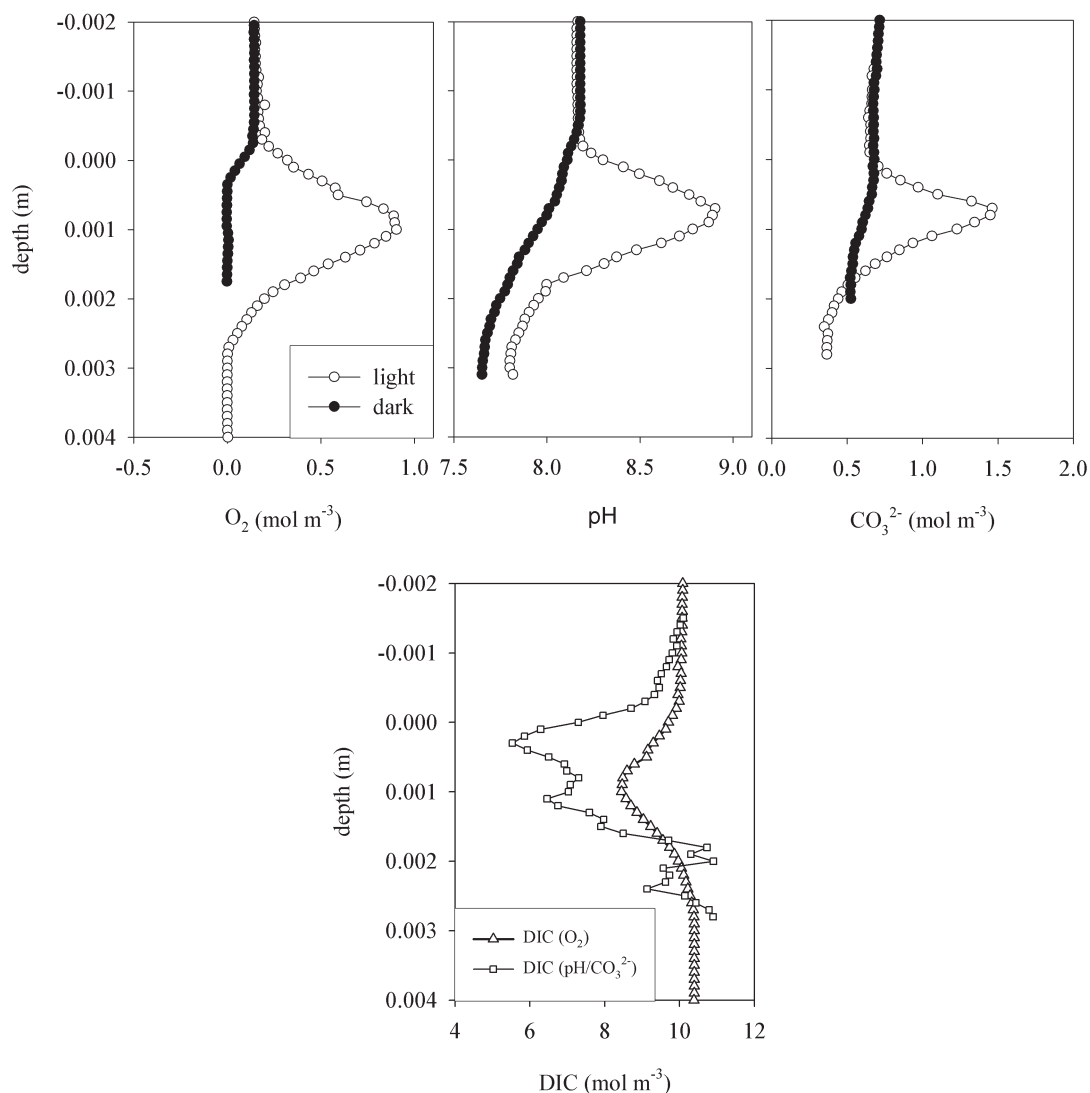 -0.002
-0.001
0.000
0.001
0.002
0.003
0.004
depth (m)
-0.5 0.0 0.5 1.0
O₂ (mol m⁻³)
light
dark
7.5 8.0 8.5 9.0
pH
0.0 0.5 1.0 1.5 2.0
CO₃²⁻ (mol m⁻³)
-0.002
-0.001
0.000
0.001
0.002
0.003
0.004
depth (m)
DIC (O₂)
DIC (pH/CO₃²⁻)
4 6 8 10 12
DIC (mol m⁻³)